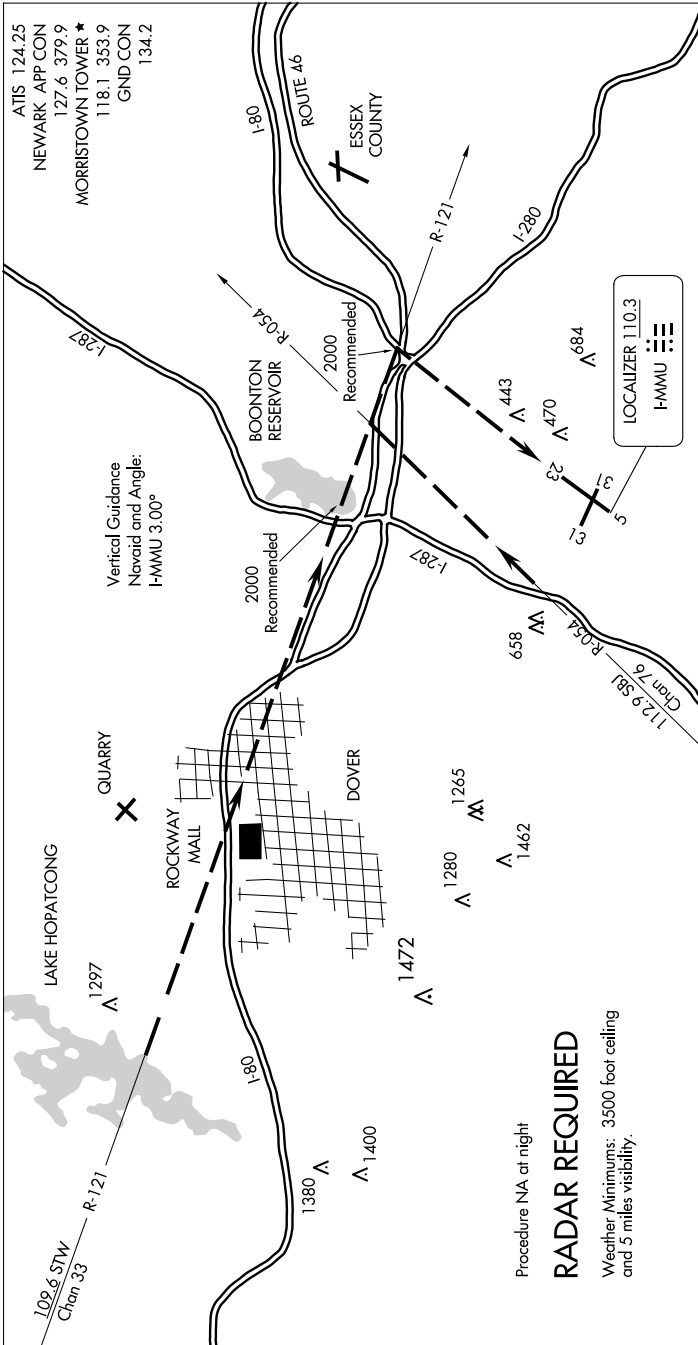 ATIS 124.25
NEWARK APP CON
127.6 379.9
MORRISTOWN TOWER ★
118.1 353.9
GND CON
134.2
I-80
ROUTE 46
ESSEX
COUNTY
R-121
I-280
I-287
R-054
2000
Recommended
BOONTON
RESERVOIR
Vertical Guidance
Navaid and Angle:
I-MMU 3.00°
2000
Recommended
443
470
684
23
31
13
5
LOCALIZER 110.3
I-MMU
I-287
658
R-054
112.9 SBJ
Chan 76
QUARRY
ROCKWAY
MALL
DOVER
LAKE HOPATCONG
1297
1265
1462
1280
1472
I-80
1380
1400
R-121
109.6 STW
Chan 33
Procedure NA at night
RADAR REQUIRED
Weather Minimums: 3500 foot ceiling
and 5 miles visibility.